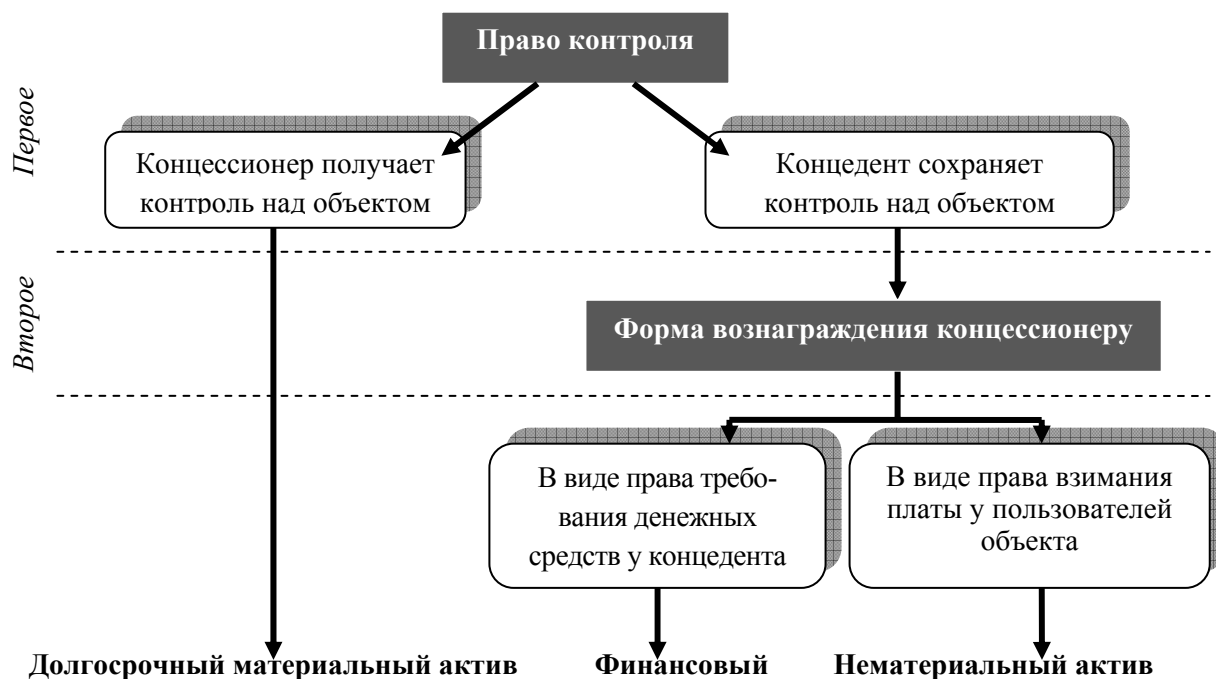 Право контроля
Первое
Концессионер получает
контроль над объектом
Концедент сохраняет
контроль над объектом
Второе
Форма вознаграждения концессионеру
В виде права требо-
вания денежных
средств у концедента
В виде права взимания
платы у пользователей
объекта
Долгосрочный материальный актив
Финансовый
Нематериальный актив